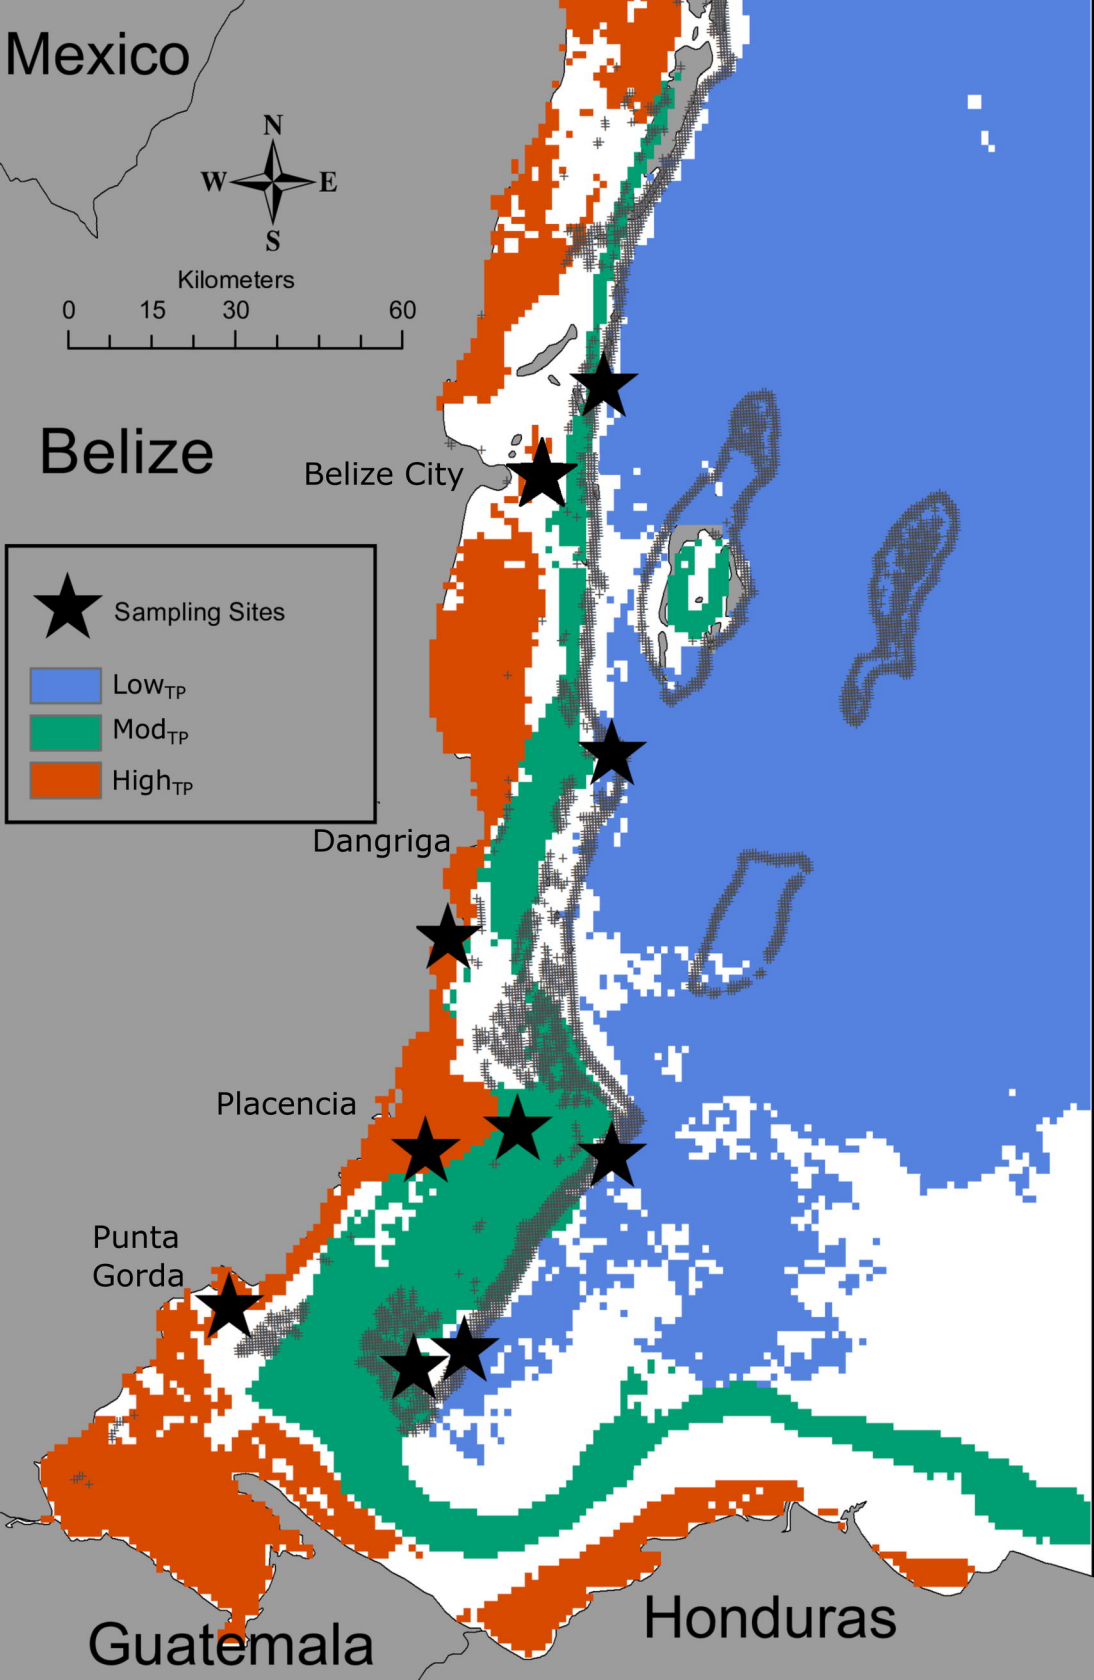 Mexico
N
W E
S
Kilometers
0 15 30 60
Belize
Belize City
Sampling Sites
LowTP
ModTP
HighTP
Dangriga
Placencia
Punta
Gorda
Honduras
Guatemala